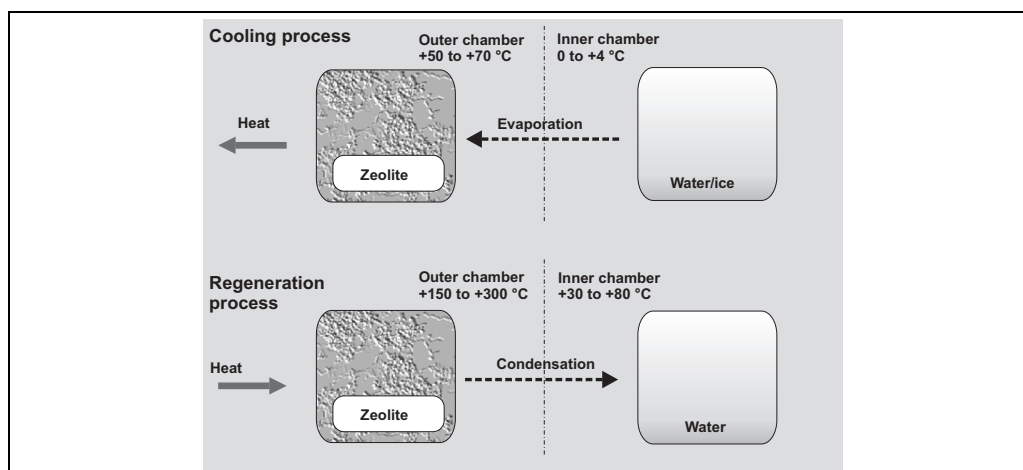 Cooling process
Outer chamber
+50 to +70 °C
Inner chamber
0 to +4 °C
Heat
Evaporation
Zeolite
Water/ice
Regeneration
process
Outer chamber
+150 to +300 °C
Inner chamber
+30 to +80 °C
Heat
Condensation
Zeolite
Water